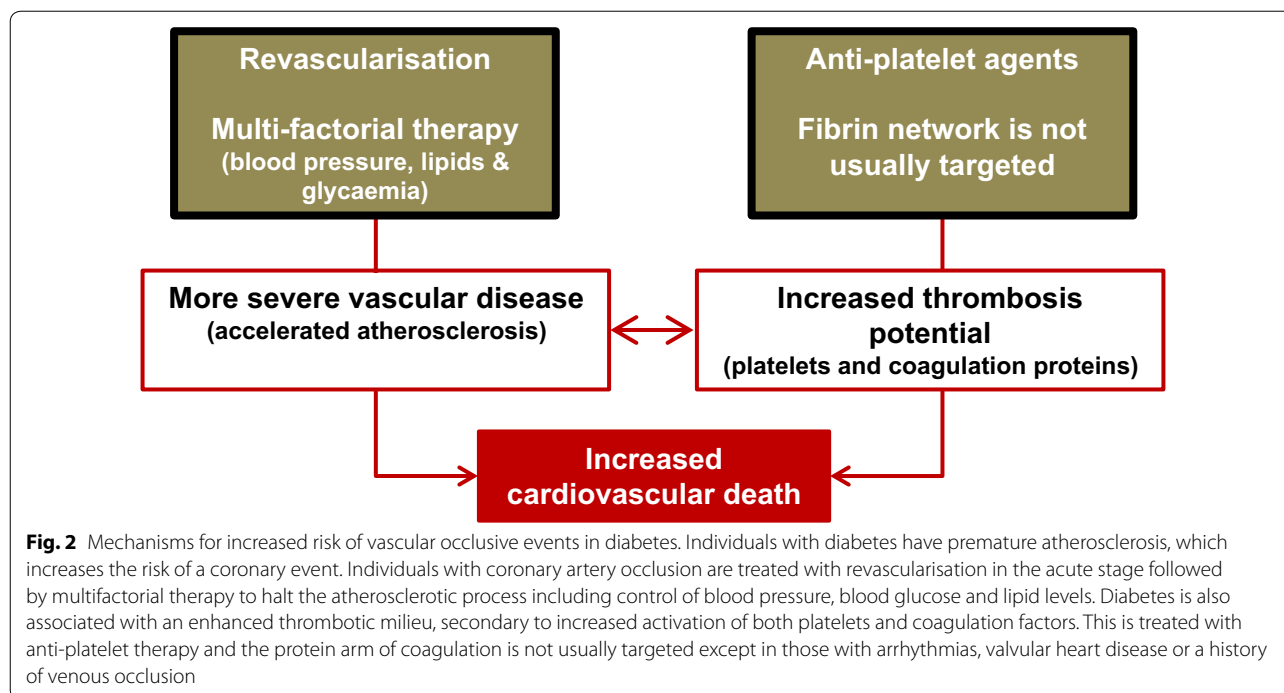 Revascularisation
Multi-factorial therapy
(blood pressure, lipids &
glycaemia)
Anti-platelet agents
Fibrin network is not
usually targeted
More severe vascular disease
(accelerated atherosclerosis)
Increased thrombosis
potential
(platelets and coagulation proteins)
Increased
cardiovascular death
Fig. 2 Mechanisms for increased risk of vascular occlusive events in diabetes. Individuals with diabetes have premature atherosclerosis, which
increases the risk of a coronary event. Individuals with coronary artery occlusion are treated with revascularisation in the acute stage followed
by multifactorial therapy to halt the atherosclerotic process including control of blood pressure, blood glucose and lipid levels. Diabetes is also
associated with an enhanced thrombotic milieu, secondary to increased activation of both platelets and coagulation factors. This is treated with
anti-platelet therapy and the protein arm of coagulation is not usually targeted except in those with arrhythmias, valvular heart disease or a history
of venous occlusion